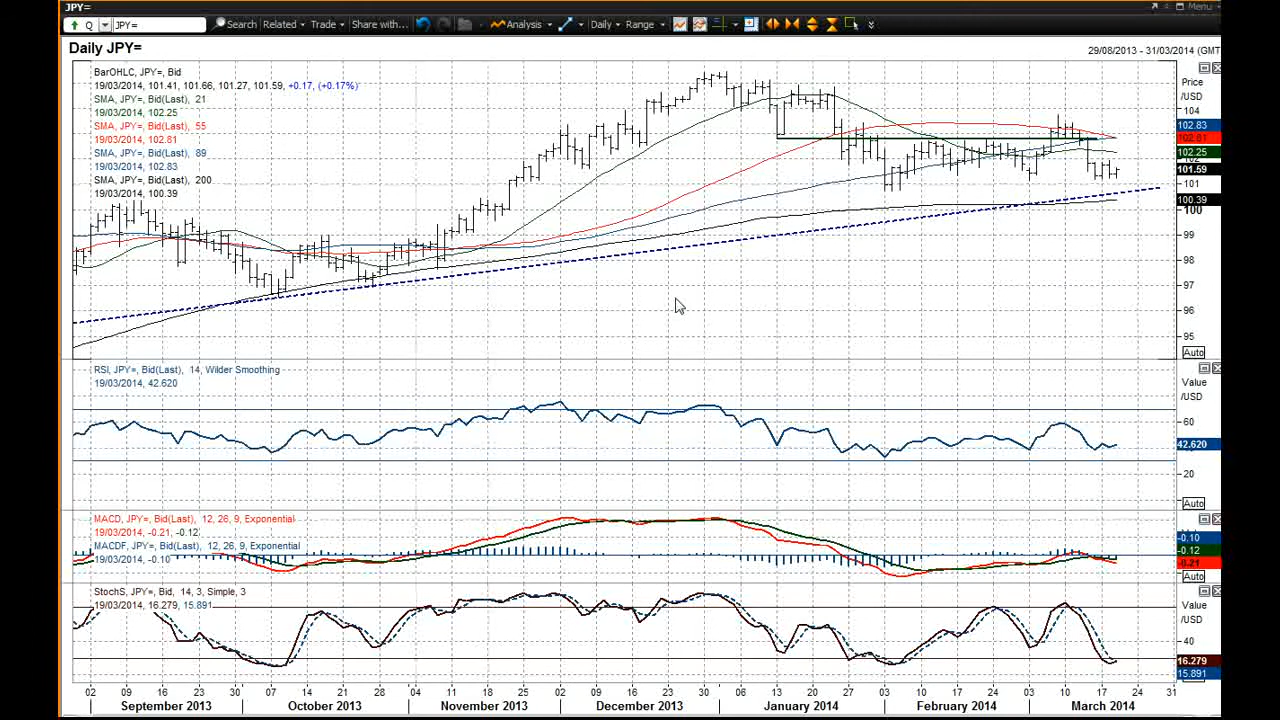 JPY=
Menu
Q JPY= Search Related Trade Share with... Analysis Daily Range
Daily JPY=
29/08/2013 - 31/03/2014 (GMT
BarOHLC, JPY=, Bid
19/03/2014, 101.41, 101.66, 101.27, 101.59, +0.17, (+0.17%)
SMA, JPY=, Bid(Last), 21
19/03/2014, 102.25
SMA, JPY=, Bid(Last), 55
19/03/2014, 102.81
SMA, JPY=, Bid(Last), 89
19/03/2014, 102.83
SMA, JPY=, Bid(Last), 200
19/03/2014, 100.39
Price
/USD
104
102.83
102.81
102.25
102
101.59
101
100.39
100
99
98
97
96
95
Auto
RSI, JPY=, Bid(Last), 14, Wilder Smoothing
19/03/2014, 42.620
Value
/USD
60
42.620
20
Auto
MACD, JPY=, Bid(Last), 12, 26, 9, Exponential
19/03/2014, -0.21, -0.12
MACDF, JPY=, Bid(Last), 12, 26, 9, Exponential
19/03/2014, -0.10
-0.10
-0.12
-0.21
Auto
StochS, JPY=, Bid, 14, 3, Simple, 3
19/03/2014, 16.279, 15.891
Value
/USD
40
16.279
15.891
02 09 16 23 30 07 14 21 28 04 11 25 02 09 16 23 30 06 13 20 27 03 10 17 24 03 10 17 24 31
September 2013 October 2013 November 2013 December 2013 January 2014 February 2014 March 2014